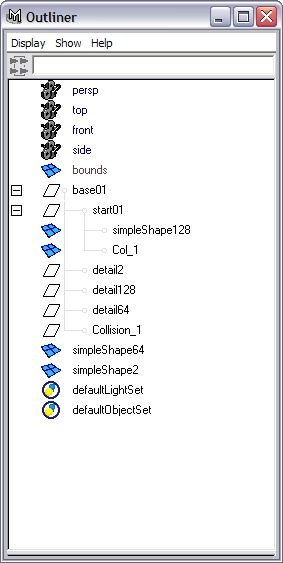 Outliner
Display Show Help
persp
top
front
side
bounds
base01
start01
simpleShape128
Col_1
detail2
detail128
detail64
Collision_1
simpleShape64
simpleShape2
defaultLightSet
defaultObjectSet